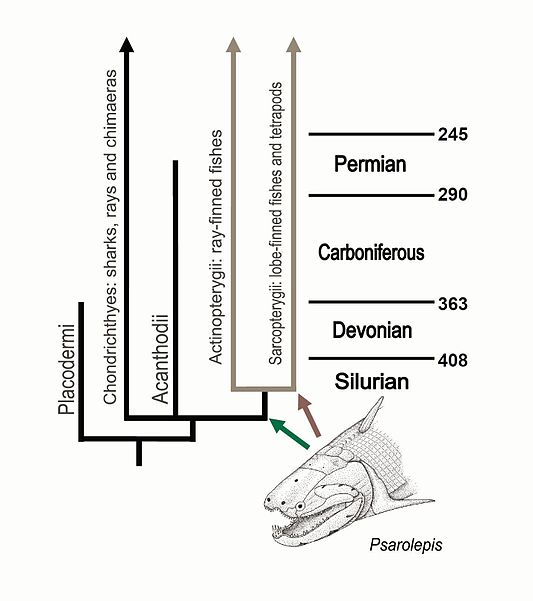 Placodermi
Chondrichthyes: sharks, rays and chimaeras
Acanthodii
Actinopterygii: ray-finned fishes
Sarcopterygii: lobe-finned fishes and tetrapods
245
Permian
290
Carboniferous
363
Devonian
408
Silurian
Psarolepis